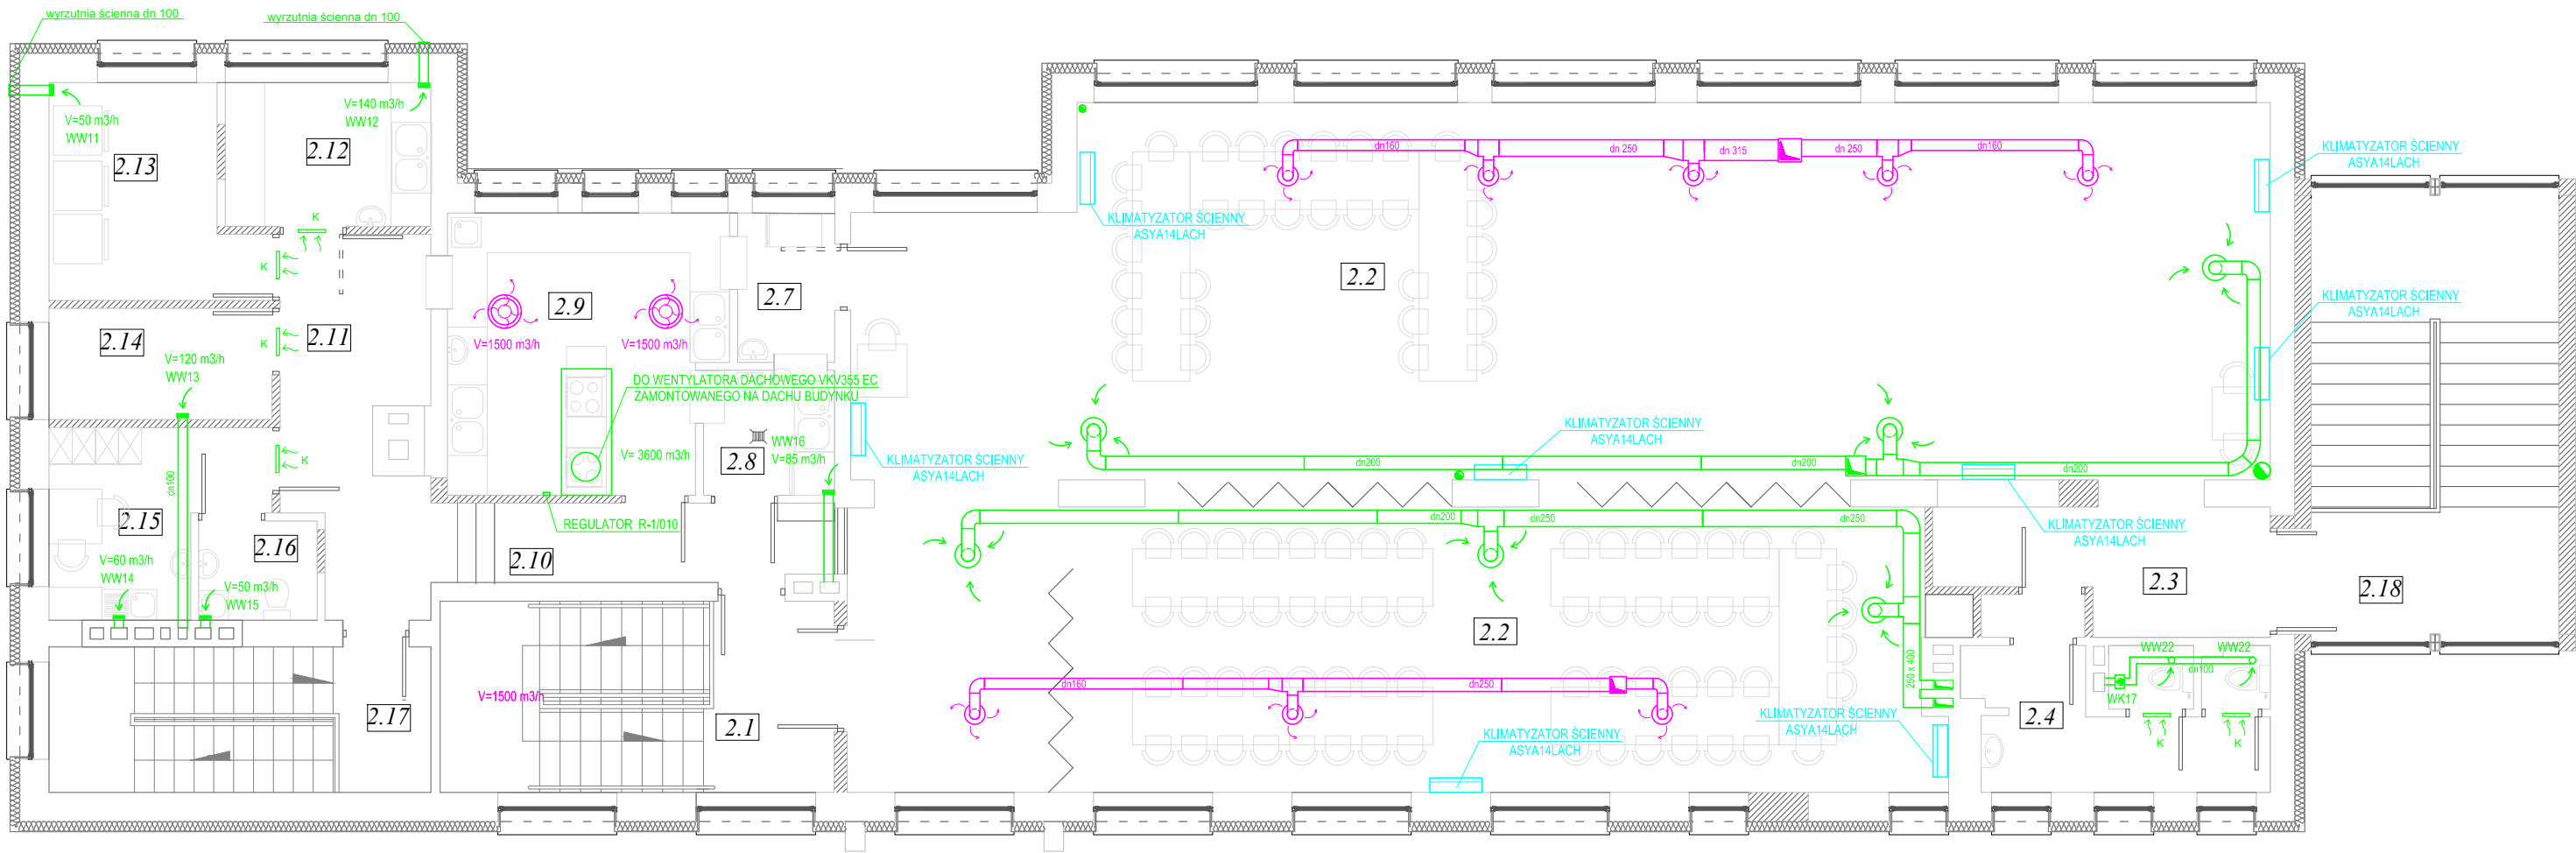 wyrzutnia ścienna dn 100
wyrzutnia ścienna dn 100
V=50 m3/h
WW11
2.13
V=140 m3/h
WW12
2.12
K
K
K
K
2.14
2.11
V=120 m3/h
WW13
dn100
2.15
2.16
V=60 m3/h
WW14
V=50 m3/h
WW15
2.17
2.9
2.7
V=1500 m3/h
V=1500 m3/h
DO WENTYLATORA DACHOWEGO VKV355 EC
ZAMONTOWANEGO NA DACHU BUDYNKU
V= 3600 m3/h
WW16
V=85 m3/h
2.8
REGULATOR R-1/010
2.10
V=1500 m3/h
2.1
KLIMATYZATOR ŚCIENNY
ASYA14LACH
KLIMATYZATOR ŚCIENNY
ASYA14LACH
dn160
dn 250
dn 315
dn 250
dn160
2.2
KLIMATYZATOR ŚCIENNY
ASYA14LACH
KLIMATYZATOR ŚCIENNY
ASYA14LACH
KLIMATYZATOR ŚCIENNY
ASYA14LACH
dn200
dn200
dn200
KLIMATYZATOR ŚCIENNY
ASYA14LACH
dn200
dn250
dn250
2.2
250 x 400
dn160
dn250
KLIMATYZATOR ŚCIENNY
ASYA14LACH
KLIMATYZATOR ŚCIENNY
ASYA14LACH
2.3
2.18
2.4
WW22
WW22
dn100
WK17
K
K